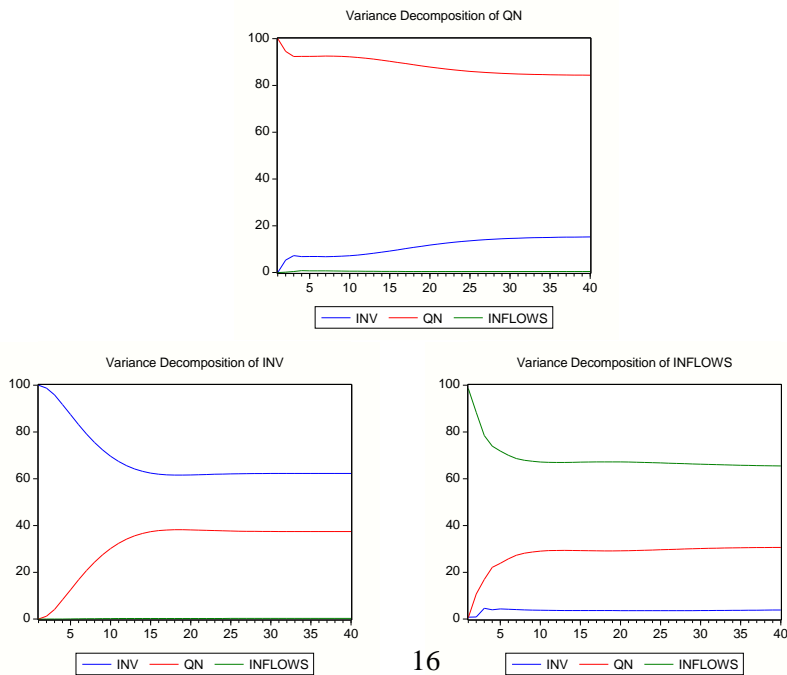 Variance Decomposition of QN
100
80
60
40
20
0
5 10 15 20 25 30 35 40
INV QN INFLOWS
Variance Decomposition of INV
100
80
60
40
20
0
5 10 15 20 25 30 35 40
INV QN INFLOWS
Variance Decomposition of INFLOWS
100
80
60
40
20
0
5 10 15 20 25 30 35 40
INV QN INFLOWS
16